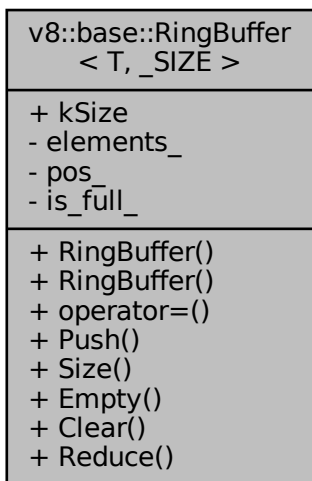 v8::base::RingBuffer
< T, _SIZE >
+ kSize
- elements_
- pos_
- is_full_
+ RingBuffer()
+ RingBuffer()
+ operator=()
+ Push()
+ Size()
+ Empty()
+ Clear()
+ Reduce()